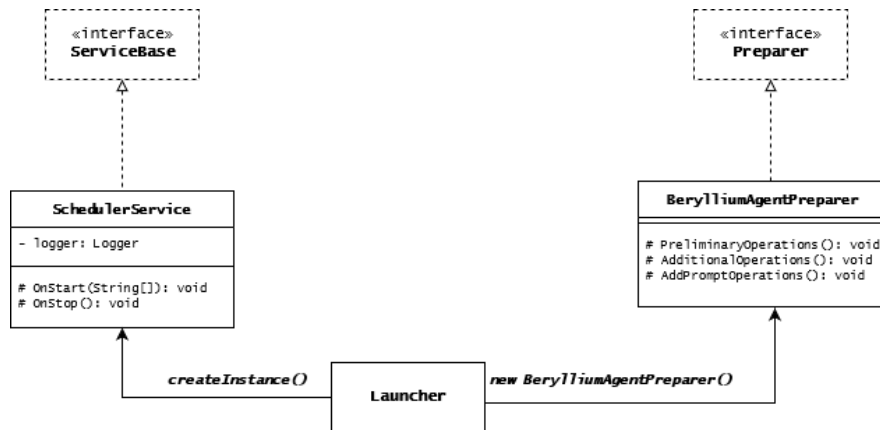 «interface»
ServiceBase
«interface»
Preparer
SchedulerService
- logger: Logger
# OnStart(String[]): void
# OnStop(): void
BerylliumAgentPreparer
# PreliminaryOperations(): void
# AdditionalOperations(): void
# AddPromptOperations(): void
createInstance()
Launcher
new BerylliumAgentPreparer()